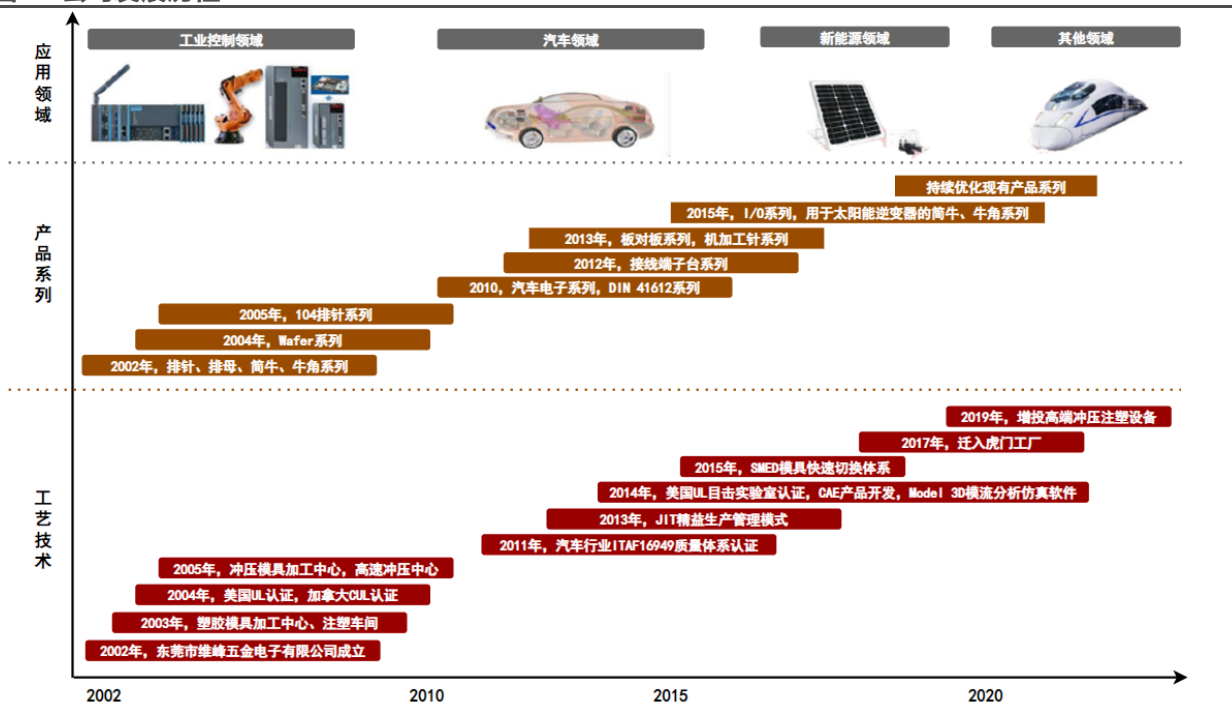 应用领域
工业控制领域
汽车领域
新能源领域
其他领域
产品系列
持续优化现有产品系列
2015年，I/O系列，用于太阳能逆变器的简牛、牛角系列
2013年，板对板系列，机加工针系列
2012年，接线端子台系列
2010，汽车电子系列，DIN 41612系列
2005年，104排针系列
2004年，Wafer系列
2002年，排针、排母、简牛、牛角系列
工艺技术
2019年，增投高端冲压注塑设备
2017年，迁入虎门工厂
2015年，SMED模具快速切换体系
2014年，美国UL目击实验室认证，CAE产品开发，Model 3D模流分析仿真软件
2013年，JIT精益生产管理模式
2011年，汽车行业ITAF16949质量体系认证
2005年，冲压模具加工中心，高速冲压中心
2004年，美国UL认证，加拿大CUL认证
2003年，塑胶模具加工中心、注塑车间
2002年，东莞市维峰五金电子有限公司成立
2002
2010
2015
2020